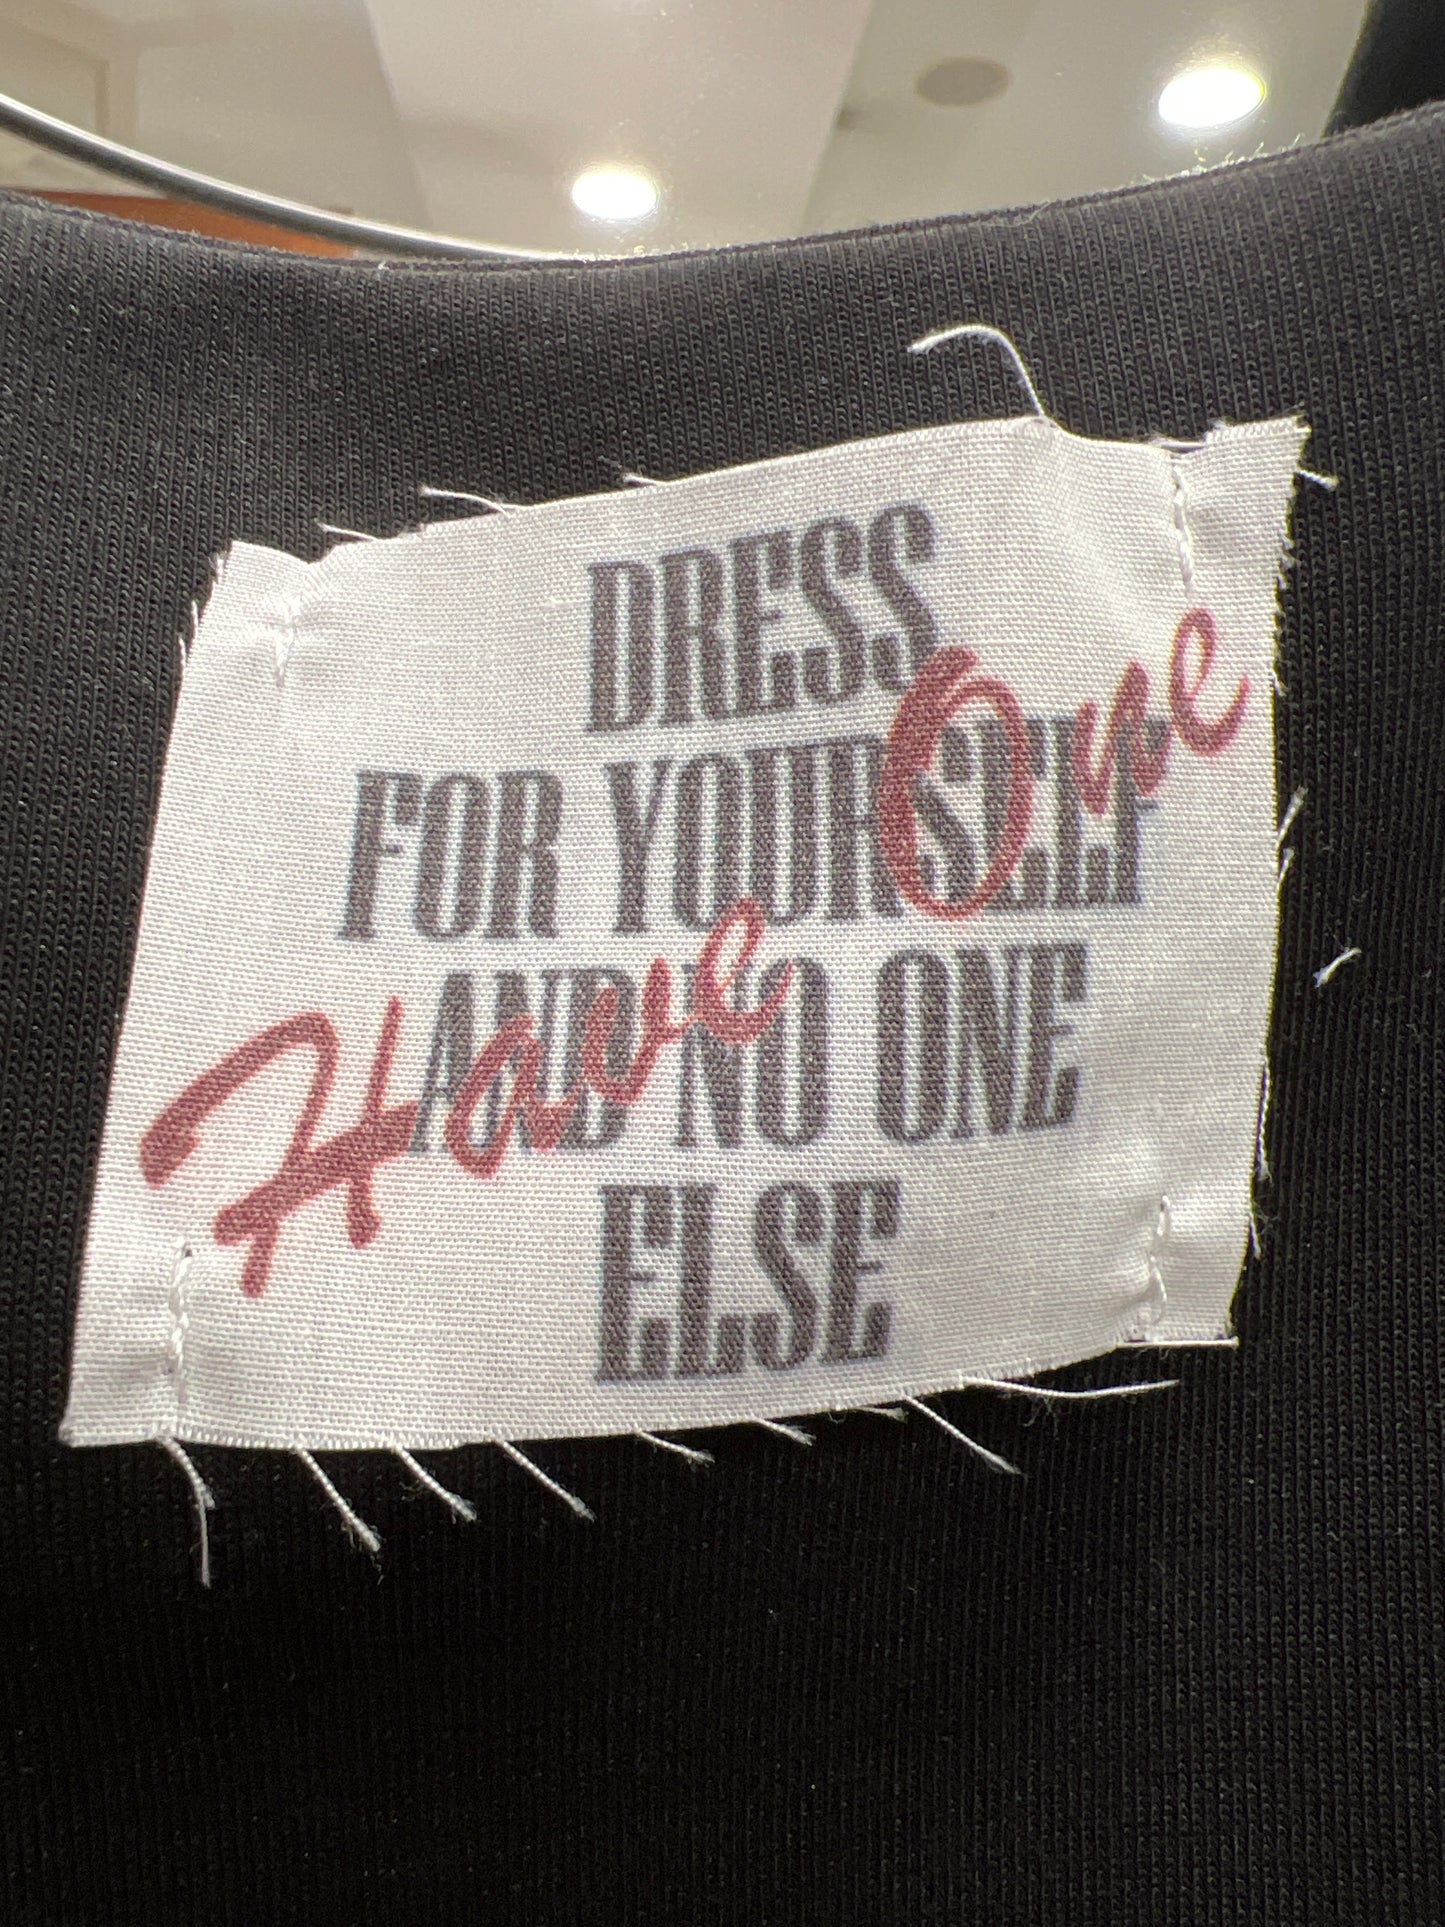 DRESS
FOR YOURSELF
AND NO ONE
ELSE
Have One